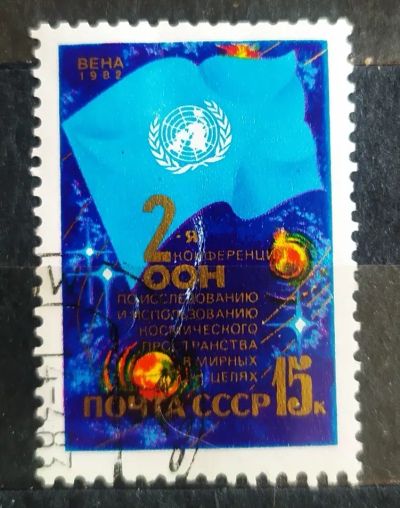 ВЕНА
1982
2-Я
КОНФЕРЕНЦИЯ
ООН
ПО ИССЛЕДОВАНИЮ
И ИСПОЛЬЗОВАНИЮ
КОСМИЧЕСКОГО
ПРОСТРАНСТВА
В МИРНЫХ
ЦЕЛЯХ
ПОЧТА СССР 15к